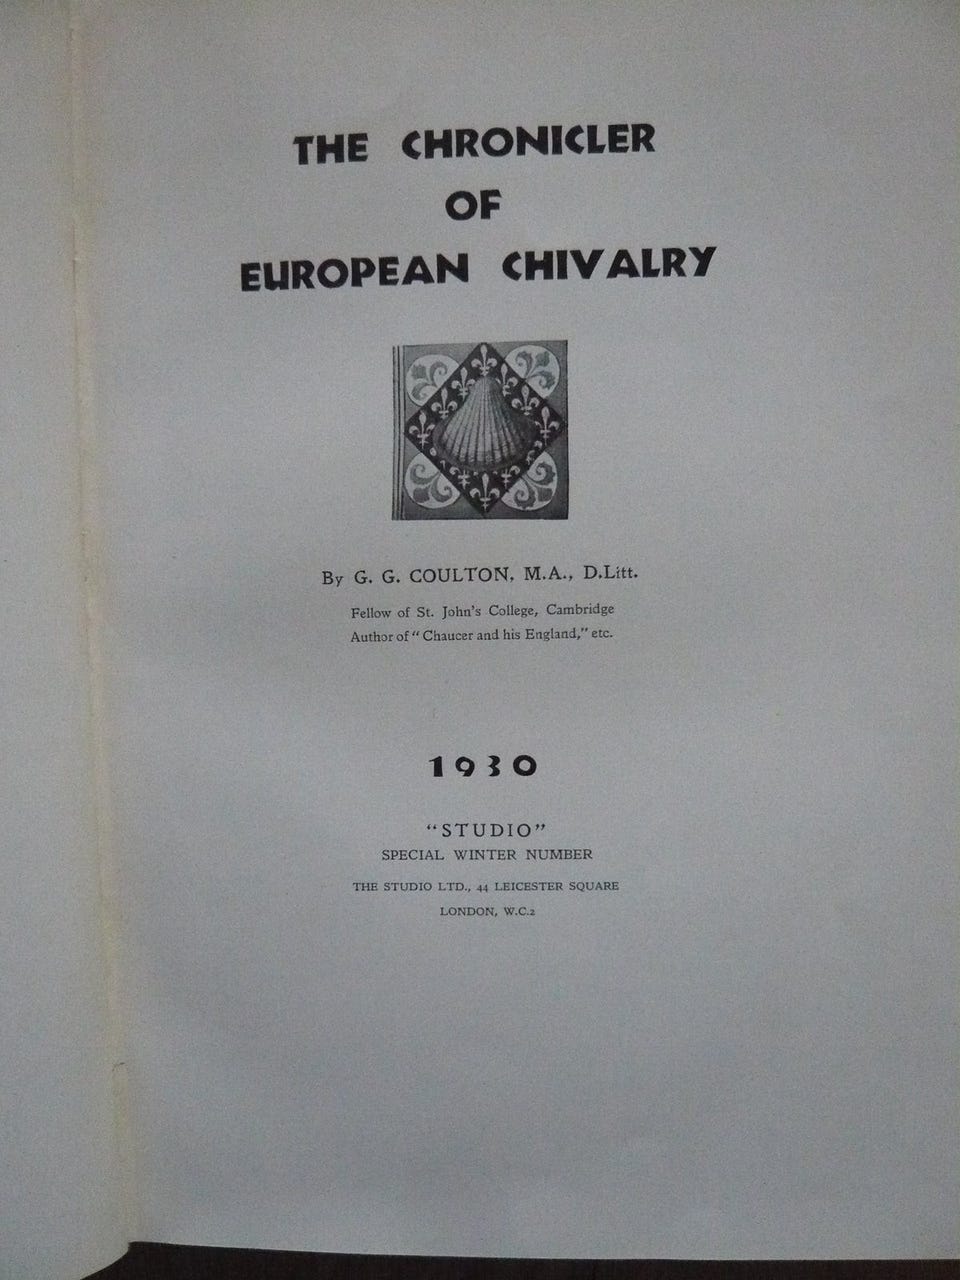 THE CHRONICLER
OF
EUROPEAN CHIVALRY
By G. G. COULTON, M.A., D.Litt.
Fellow of St. John's College, Cambridge
Author of "Chaucer and his England," etc.
1930
"STUDIO"
SPECIAL WINTER NUMBER
THE STUDIO LTD., 44 LEICESTER SQUARE
LONDON, W.C.2